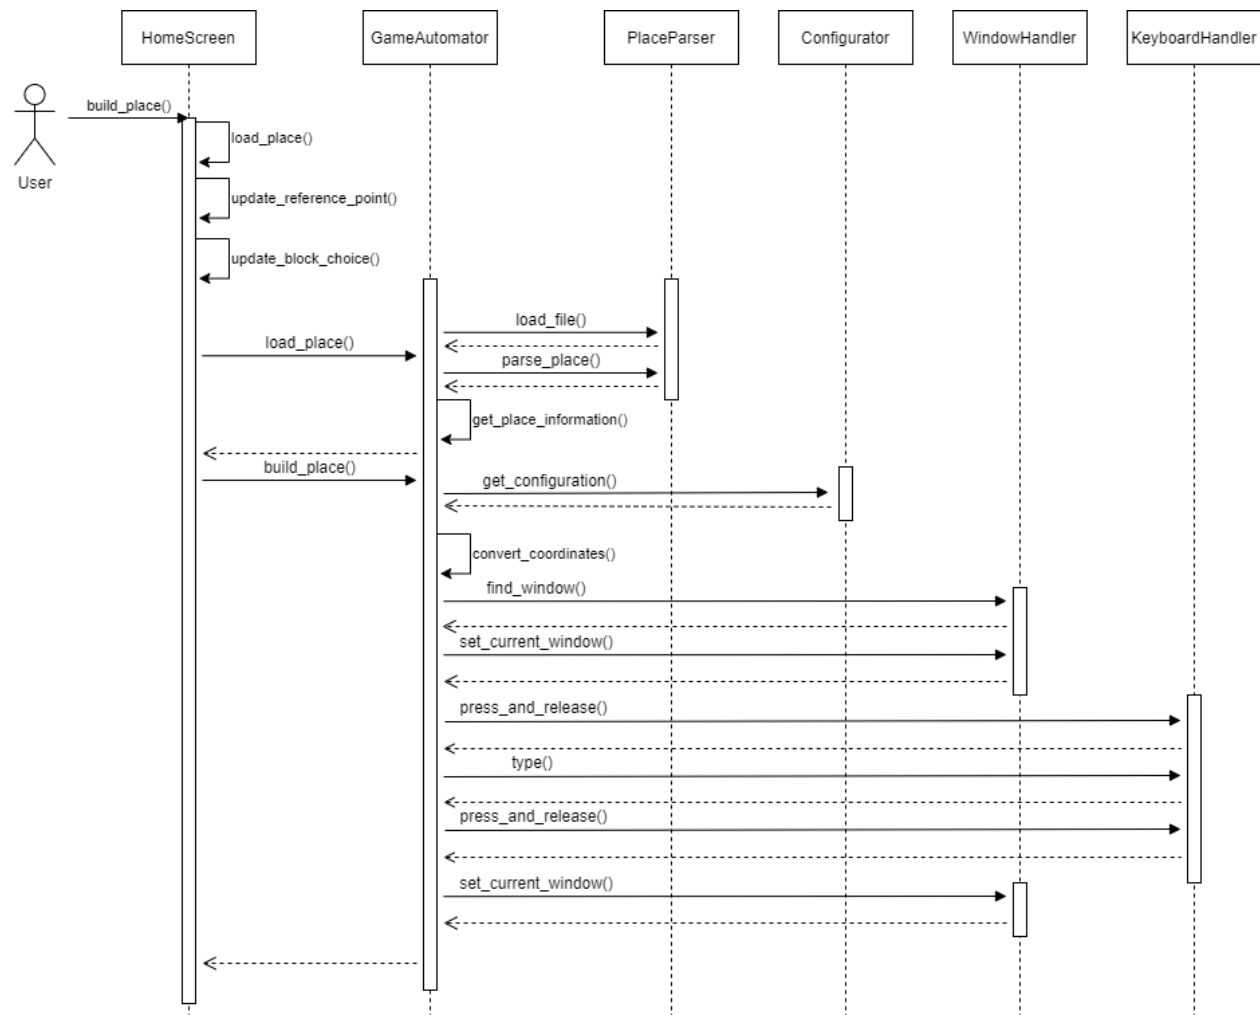 HomeScreen
GameAutomator
PlaceParser
Configurator
WindowHandler
KeyboardHandler
build_place()
load_place()
User
update_reference_point()
update_block_choice()
load_file()
load_place()
parse_place()
get_place_information()
build_place()
get_configuration()
convert_coordinates()
find_window()
set_current_window()
press_and_release()
type()
press_and_release()
set_current_window()